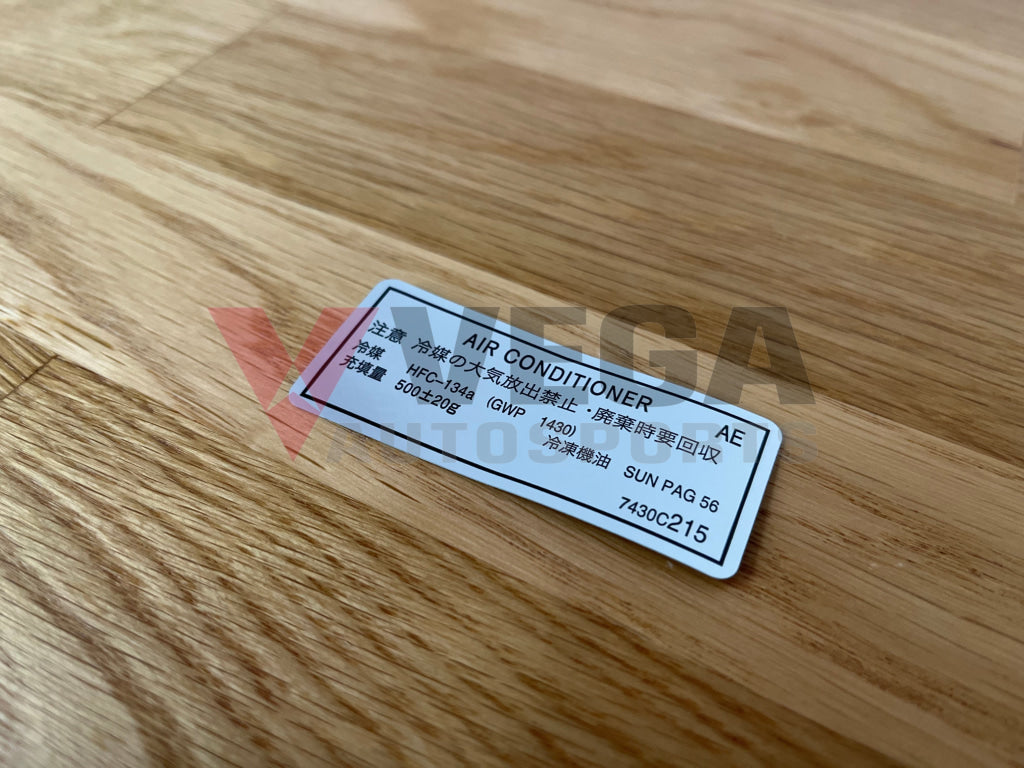 AIR CONDITIONER AE
注意 冷媒の大気放出禁止・廃棄時要回収
冷媒 HFC-134a (GWP 1430)
充填量 500±20g 冷凍機油 SUN PAG 56
7430C215
VEGA
AUTOSPORTS